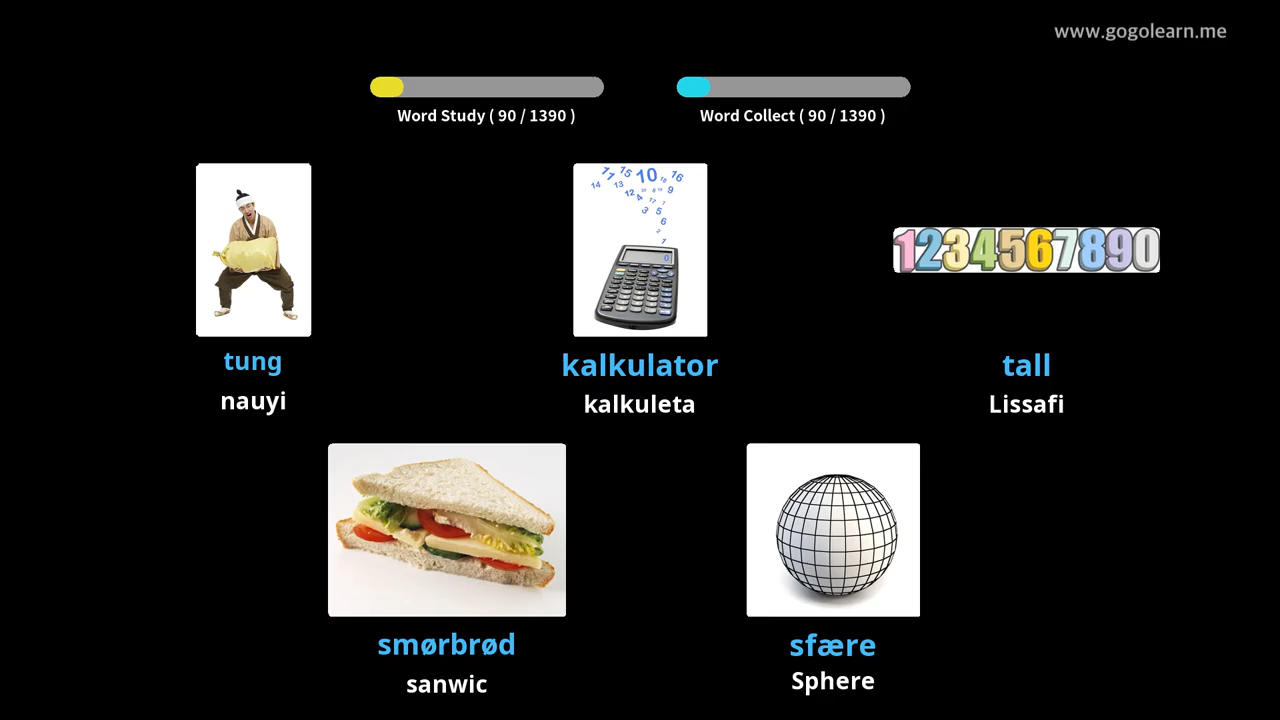 www.gogolearn.me
Word Study ( 90 / 1390 )
Word Collect ( 90 / 1390 )
1234567890
tung
nauyi
kalkulator
kalkuleta
tall
Lissafi
smørbrød
sanwic
sfære
Sphere